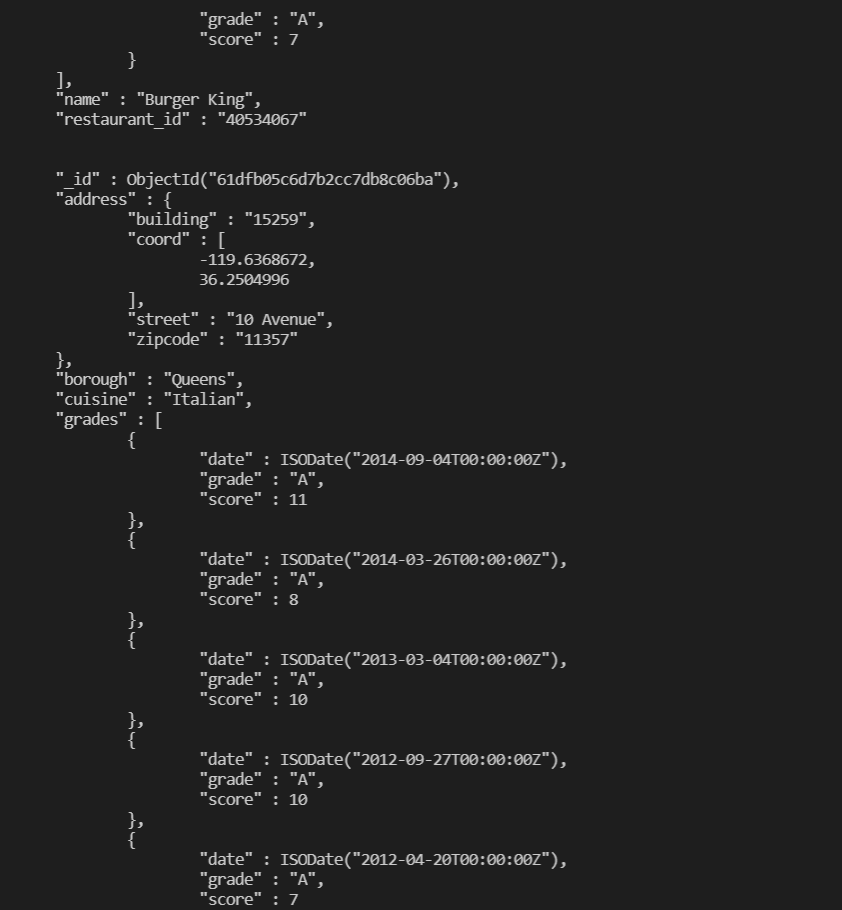 "grade" : "A",
"score" : 7
}
],
"name" : "Burger King",
"restaurant_id" : "40534067"
"_id" : ObjectId("61dfb05c6d7b2cc7db8c06ba"),
"address" : {
"building" : "15259",
"coord" : [
-119.6368672,
36.2504996
],
"street" : "10 Avenue",
"zipcode" : "11357"
},
"borough" : "Queens",
"cuisine" : "Italian",
"grades" : [
{
"date" : ISODate("2014-09-04T00:00:00Z"),
"grade" : "A",
"score" : 11
},
{
"date" : ISODate("2014-03-26T00:00:00Z"),
"grade" : "A",
"score" : 8
},
{
"date" : ISODate("2013-03-04T00:00:00Z"),
"grade" : "A",
"score" : 10
},
{
"date" : ISODate("2012-09-27T00:00:00Z"),
"grade" : "A",
"score" : 10
},
{
"date" : ISODate("2012-04-20T00:00:00Z"),
"grade" : "A",
"score" : 7